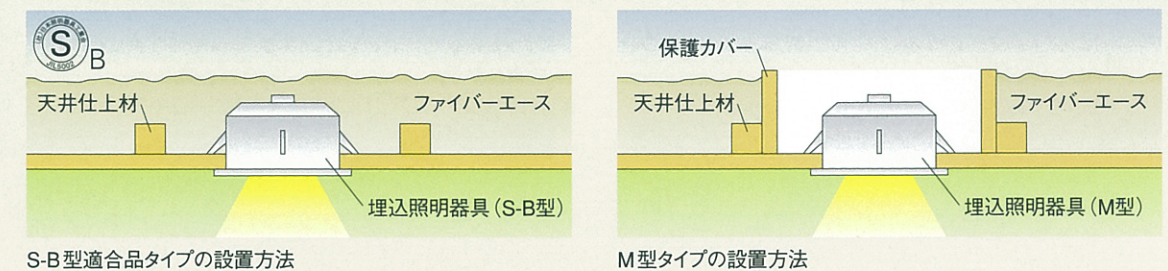 S
JIL5002
B
天井仕上材
ファイバーエース
埋込照明器具(S-B型)
S-B型適合品タイプの設置方法
保護カバー
天井仕上材
ファイバーエース
埋込照明器具(M型)
M型タイプの設置方法